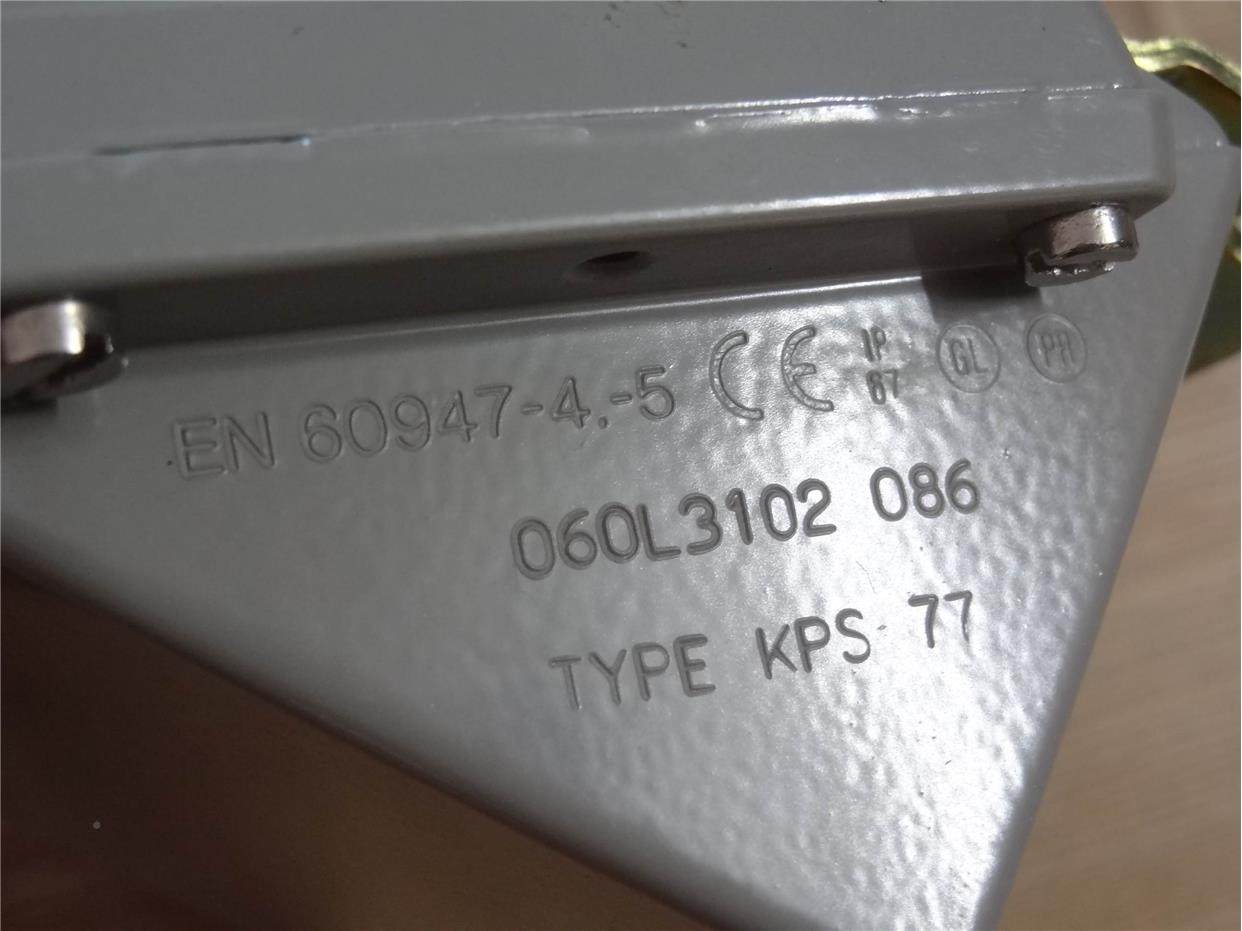 EN 60947-4.-5 CE IP 67 GL PR
060L3102 086
TYPE KPS 77